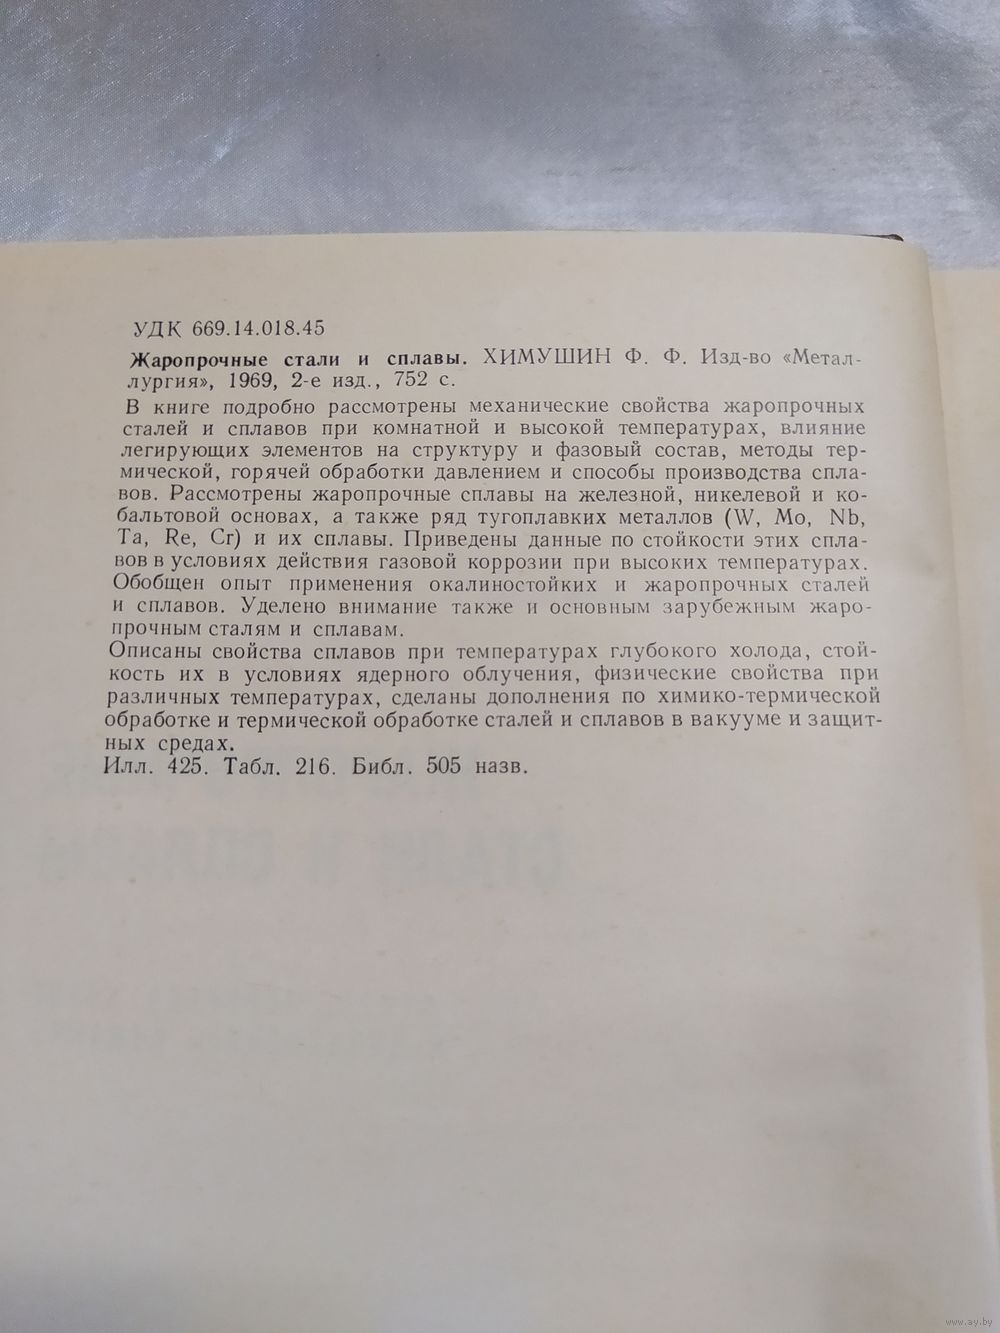 УДК 669.14.018.45
Жаропрочные стали и сплавы. ХИМУШИН Ф. Ф. Изд-во «Метал-
лургия», 1969, 2-е изд., 752 с.
В книге подробно рассмотрены механические свойства жаропрочных
сталей и сплавов при комнатной и высокой температурах, влияние
легирующих элементов на структуру и фазовый состав, методы тер-
мической, горячей обработки давлением и способы производства спла-
вов. Рассмотрены жаропрочные сплавы на железной, никелевой и ко-
бальтовой основах, а также ряд тугоплавких металлов (W, Mo, Nb,
Ta, Re, Cr) и их сплавы. Приведены данные по стойкости этих спла-
вов в условиях действия газовой коррозии при высоких температурах.
Обобщен опыт применения окалиностойких и жаропрочных сталей
и сплавов. Уделено внимание также и основным зарубежным жаро-
прочным сталям и сплавам.
Описаны свойства сплавов при температурах глубокого холода, стой-
кость их в условиях ядерного облучения, физические свойства при
различных температурах, сделаны дополнения по химико-термической
обработке и термической обработке сталей и сплавов в вакууме и защит-
ных средах.
Илл. 425. Табл. 216. Библ. 505 назв.
СТАЛИ И СПЛАВЫ
www.ay.by